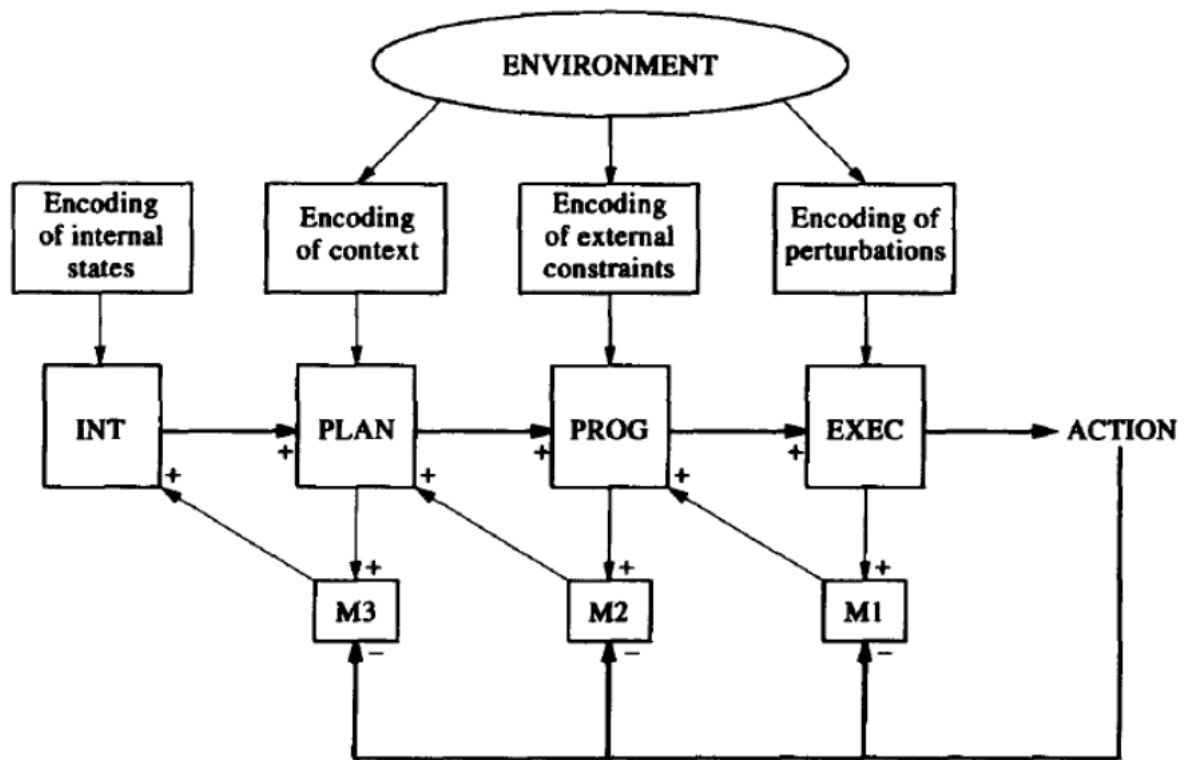 ENVIRONMENT
Encoding
of internal
states
Encoding
of context
Encoding
of external
constraints
Encoding of
perturbations
INT
PLAN
PROG
EXEC
ACTION
+
+
+
+
+
+
+
+
+
M3
M2
M1
−
−
−